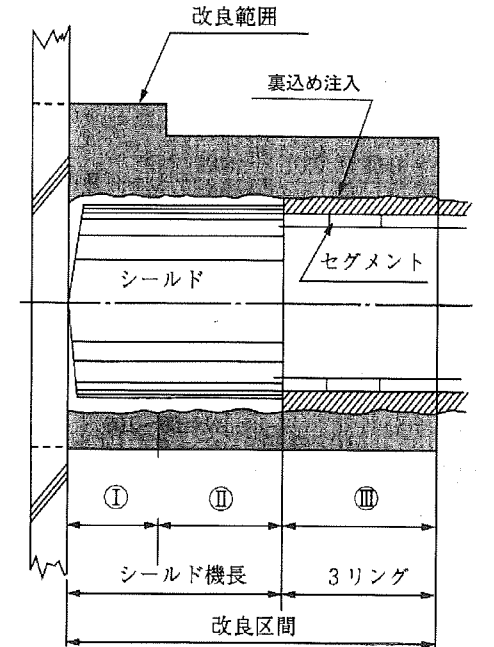 改良範囲
裏込め注入
セグメント
シールド
Ⅰ
Ⅱ
Ⅲ
シールド機長
3リング
改良区間